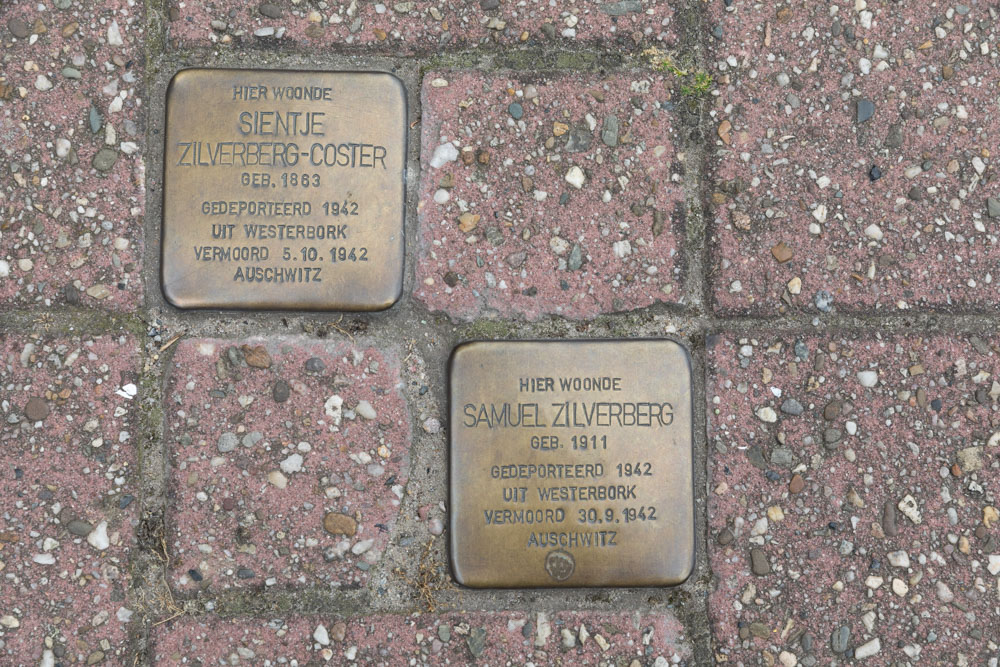 HIER WOONDE
SIENTJE
ZILVERBERG-COSTER
GEB. 1863
GEDEPORTEERD 1942
UIT WESTERBORK
VERMOORD 5.10.1942
AUSCHWITZ
HIER WOONDE
SAMUEL ZILVERBERG
GEB. 1911
GEDEPORTEERD 1942
UIT WESTERBORK
VERMOORD 30.9.1942
AUSCHWITZ